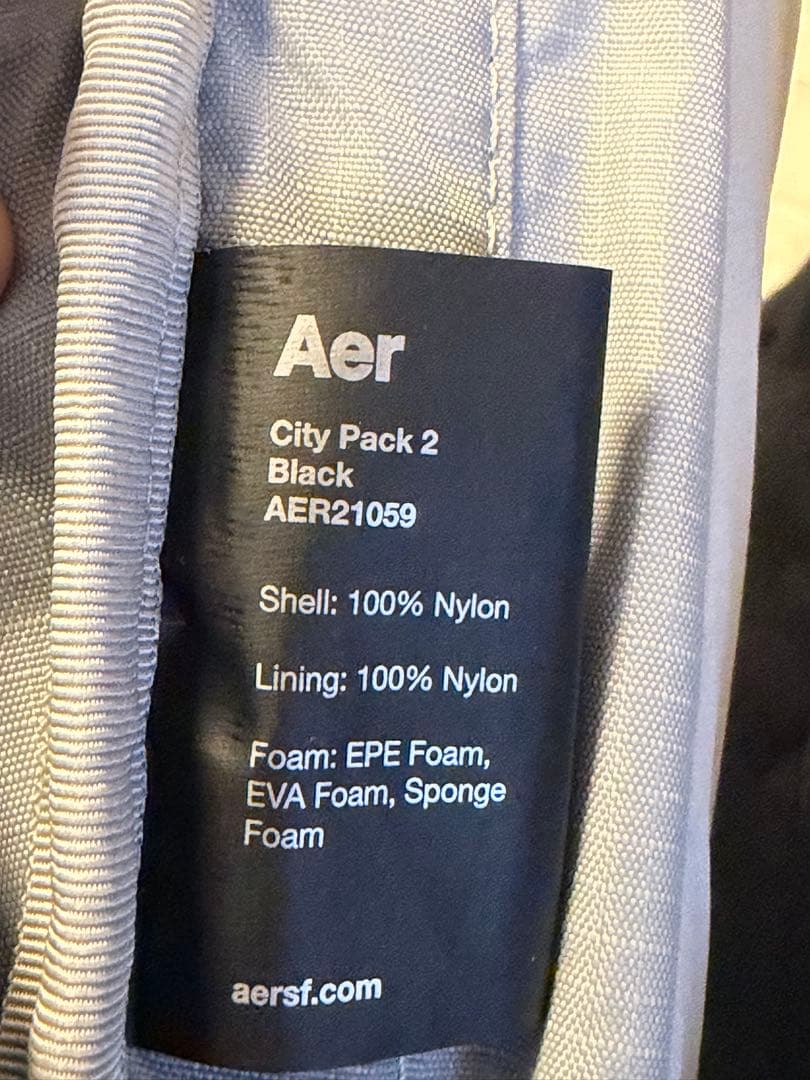 Aer
City Pack 2
Black
AER21059
Shell: 100% Nylon
Lining: 100% Nylon
Foam: EPE Foam,
EVA Foam, Sponge
Foam
aersf.com